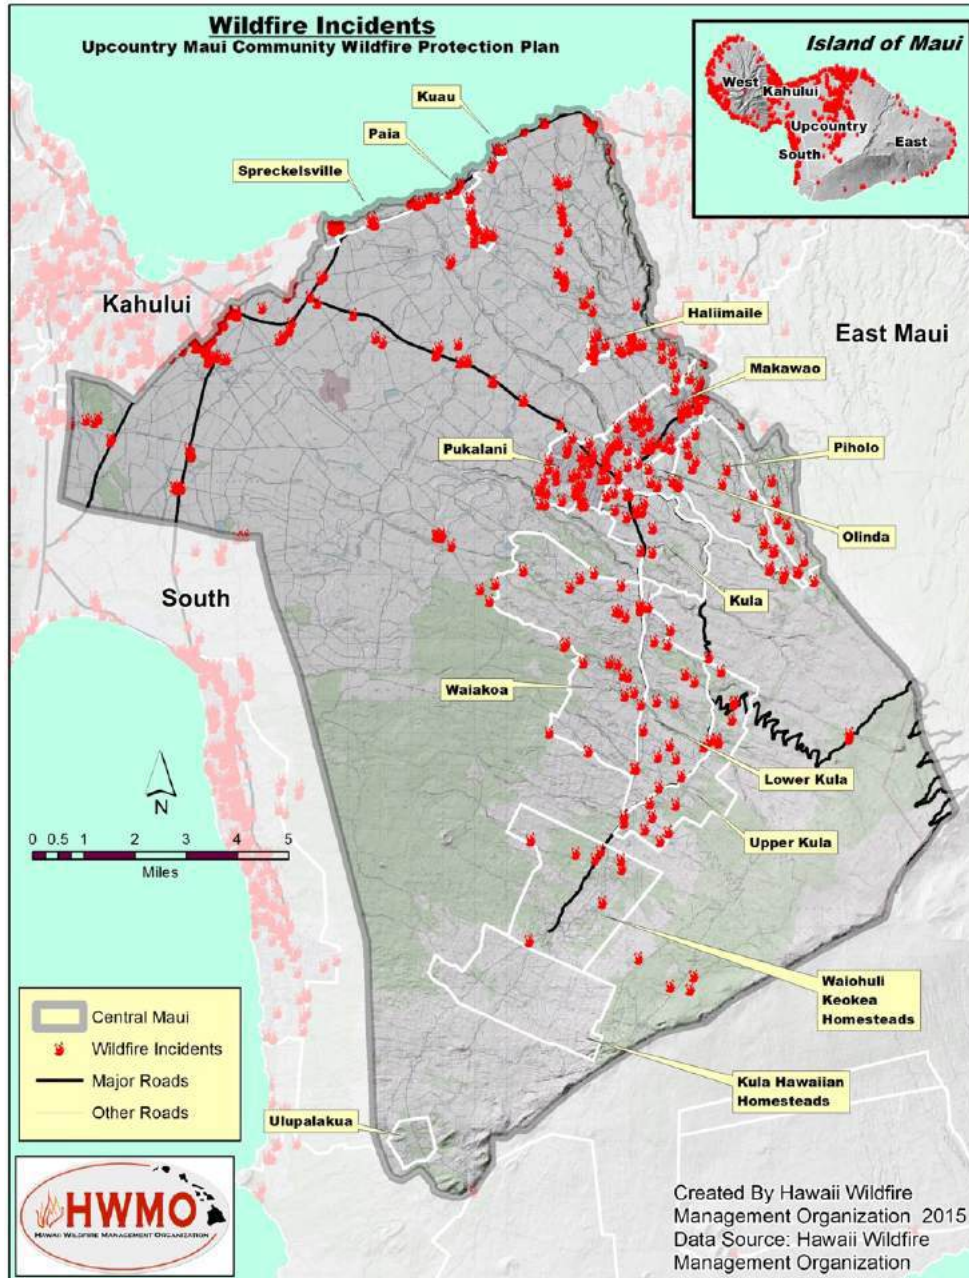 Wildfire Incidents
Upcountry Maui Community Wildfire Protection Plan
Island of Maui
West
Kahului
Upcountry
South
East
Kuau
Paia
Spreckelsville
Kahului
Haliimaile
East Maui
Makawao
Pukalani
Piholo
Olinda
South
Kula
Waiakoa
Lower Kula
N
Upper Kula
0 0.5 1 2 3 4 5
Miles
Waiohuli
Keokea
Homesteads
Central Maui
Wildfire Incidents
Major Roads
Other Roads
Kula Hawaiian
Homesteads
Ulupalakua
HWMO
HAWAII WILDFIRE MANAGEMENT ORGANIZATION
Created By Hawaii Wildfire
Management Organization 2015
Data Source: Hawaii Wildfire
Management Organization